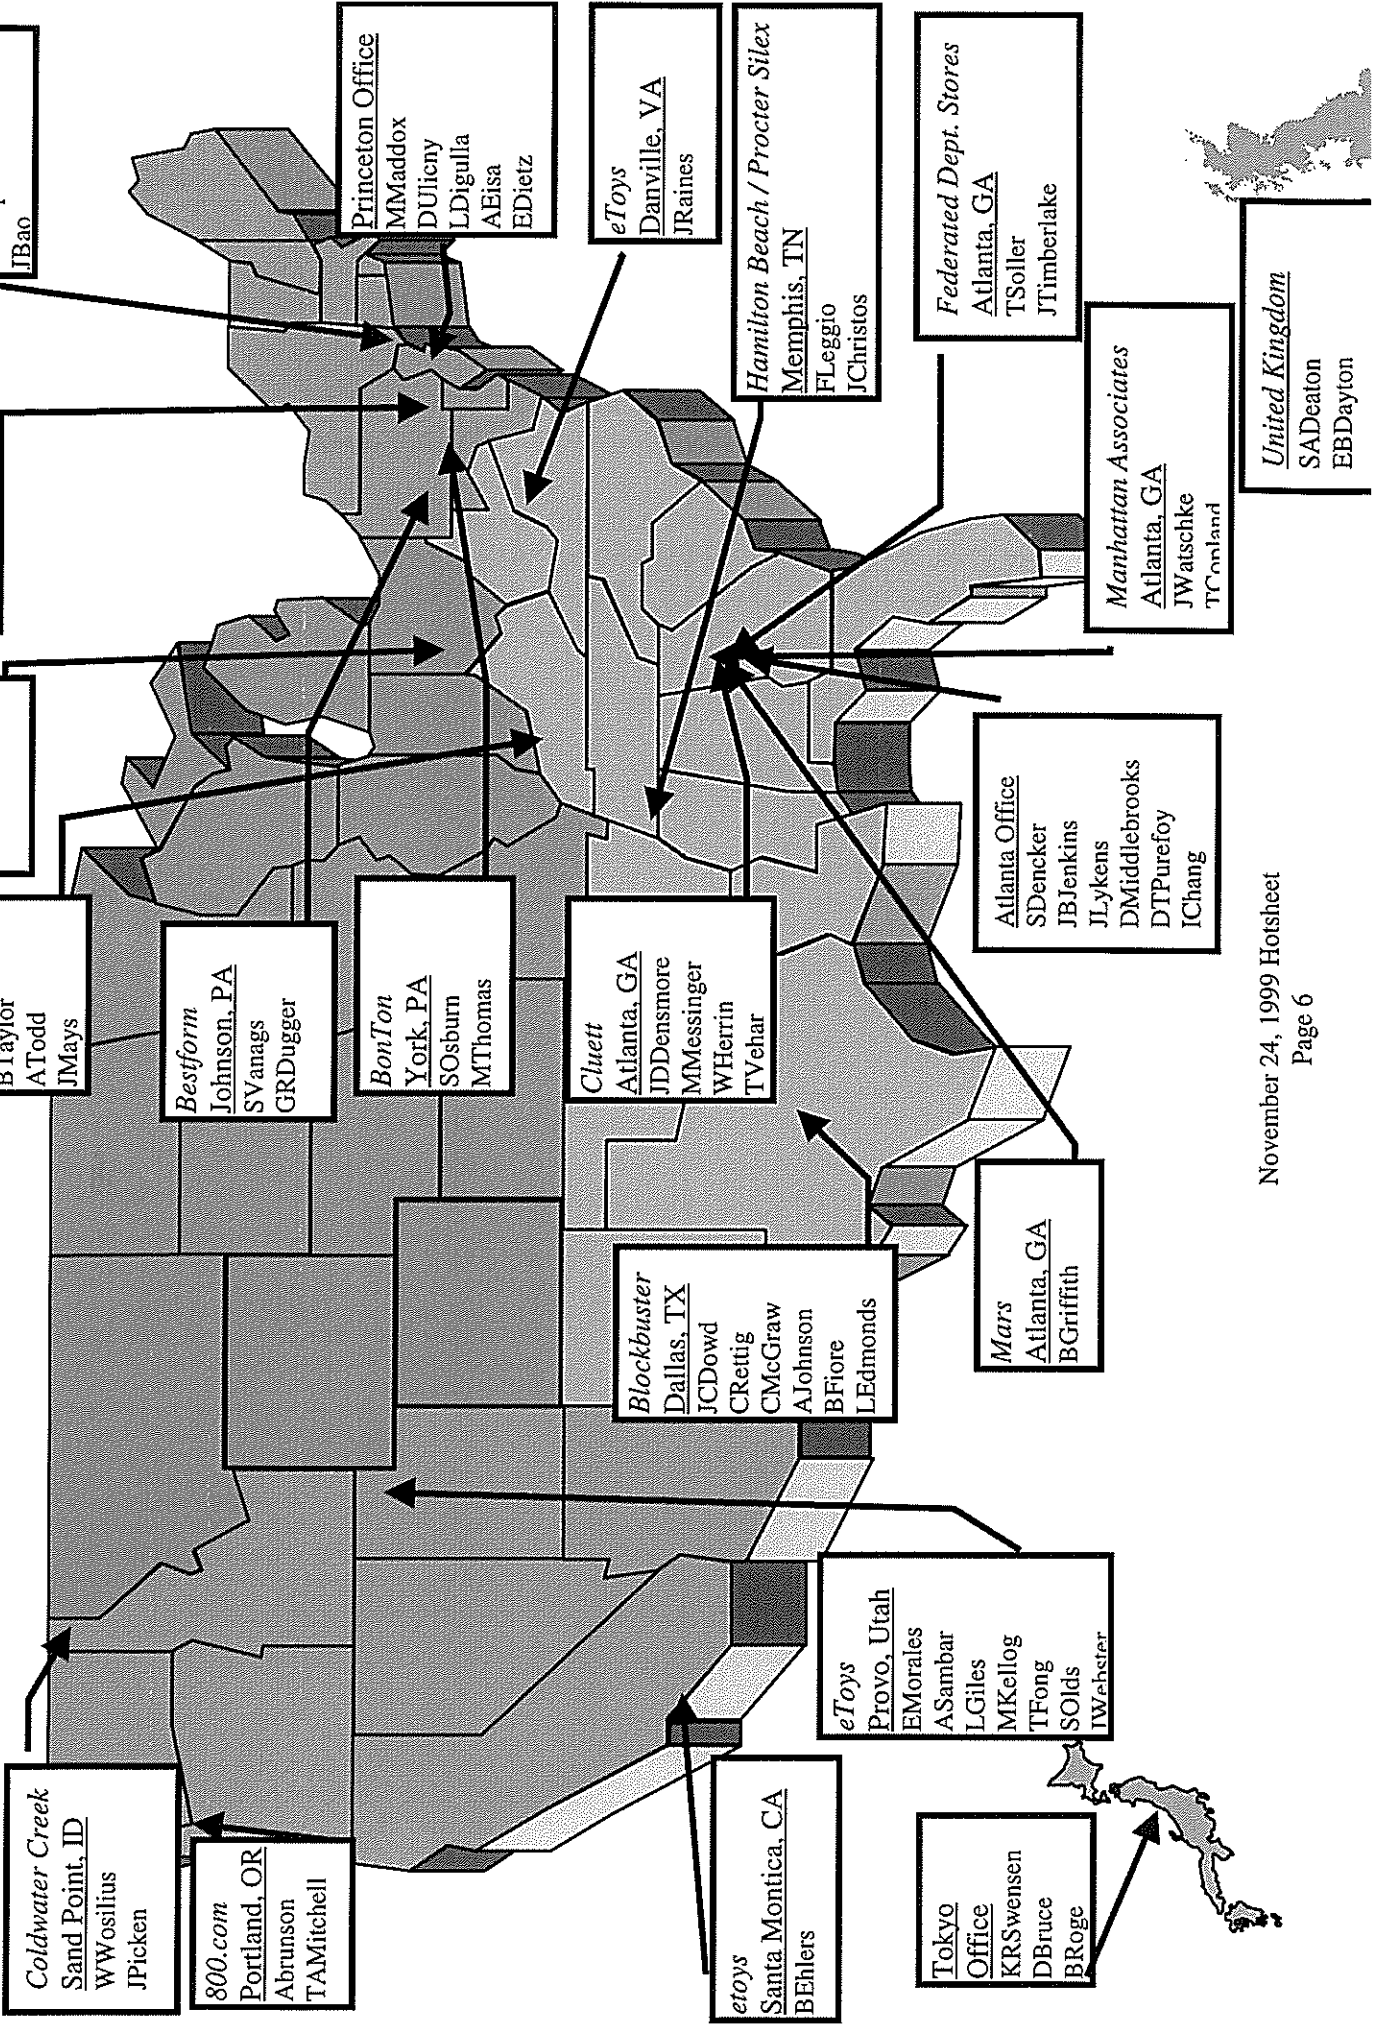 Coldwater Creek
Sand Point, ID
WWosilius
JPicken
800.com
Portland, OR
Abrunson
TAMitchell
etoys
Santa Montica, CA
BEhlers
Tokyo
Office
KRSwensen
DBruce
BRoge
eToys
Provo, Utah
EMorales
ASambar
LGiles
MKellog
TFong
SOlds
JWebster
Blockbuster
Dallas, TX
JCDowd
CRettig
CMcGraw
AJohnson
BFiore
LEdmonds
Mars
Atlanta, GA
BGriffith
BTaylor
ATodd
JMays
Bestform
Johnson, PA
SVanags
GRDugger
BonTon
York, PA
SOsburn
MThomas
Cluett
Atlanta, GA
JDDensmore
MMessinger
WHerrin
TVehar
Atlanta Office
SDencker
JBJenkins
JLykens
DMiddlebrooks
DTPurefoy
IChang
JBao
Princeton Office
MMaddox
DUlicny
LDigulla
AEisa
EDietz
eToys
Danville, VA
JRaines
Hamilton Beach / Procter Silex
Memphis, TN
FLeggio
JChristos
Federated Dept. Stores
Atlanta, GA
TSoller
JTimberlake
Manhattan Associates
Atlanta, GA
JWatschke
United Kingdom
SADeaton
EBDayton
November 24, 1999 Hotsheet
Page 6